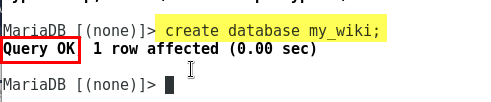 MariaDB [(none)]> create database my_wiki;
Query OK  1 row affected (0.00 sec)
MariaDB [(none)]>